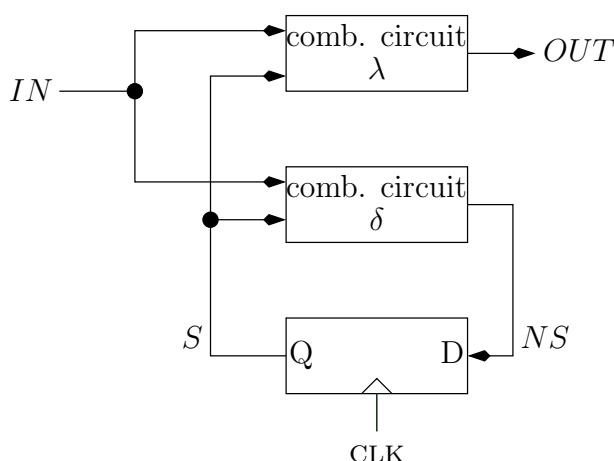 comb. circuit
λ
OUT
IN
comb. circuit
δ
S
Q
D
NS
CLK